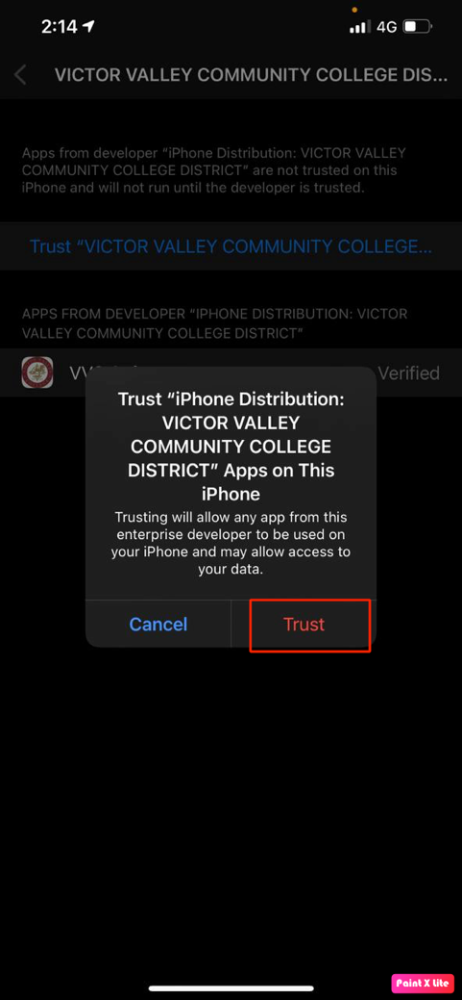 2:14
4G
VICTOR VALLEY COMMUNITY COLLEGE DIS...
Apps from developer “iPhone Distribution: VICTOR VALLEY
COMMUNITY COLLEGE DISTRICT” are not trusted on this
iPhone and will not run until the developer is trusted.
Trust “VICTOR VALLEY COMMUNITY COLLEGE...
APPS FROM DEVELOPER “IPHONE DISTRIBUTION: VICTOR
VALLEY COMMUNITY COLLEGE DISTRICT”
Verified
Trust “iPhone Distribution:
VICTOR VALLEY
COMMUNITY COLLEGE
DISTRICT” Apps on This
iPhone
Trusting will allow any app from this
enterprise developer to be used on
your iPhone and may allow access to
your data.
Cancel
Trust
Paint X Lite